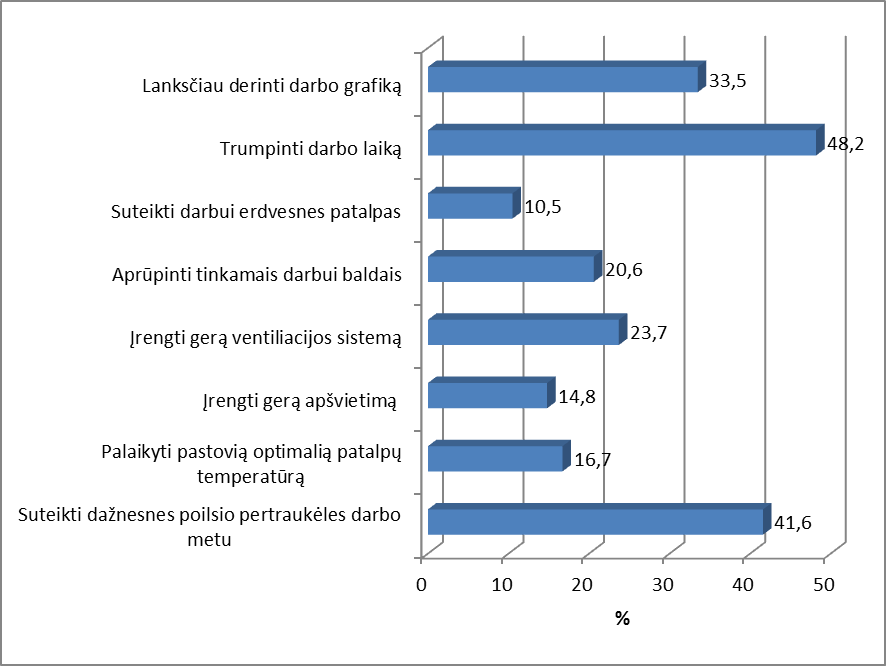 Lanksčiau derinti darbo grafiką
33,5
Trumpinti darbo laiką
48,2
Suteikti darbui erdvesnes patalpas
10,5
Aprūpinti tinkamais darbui baldais
20,6
Įrengti gerą ventiliacijos sistemą
23,7
Įrengti gerą apšvietimą
14,8
Palaikyti pastovią optimalią patalpų
temperatūrą
16,7
Suteikti dažnesnes poilsio pertraukėles darbo
metu
41,6
0 10 20 30 40 50
%